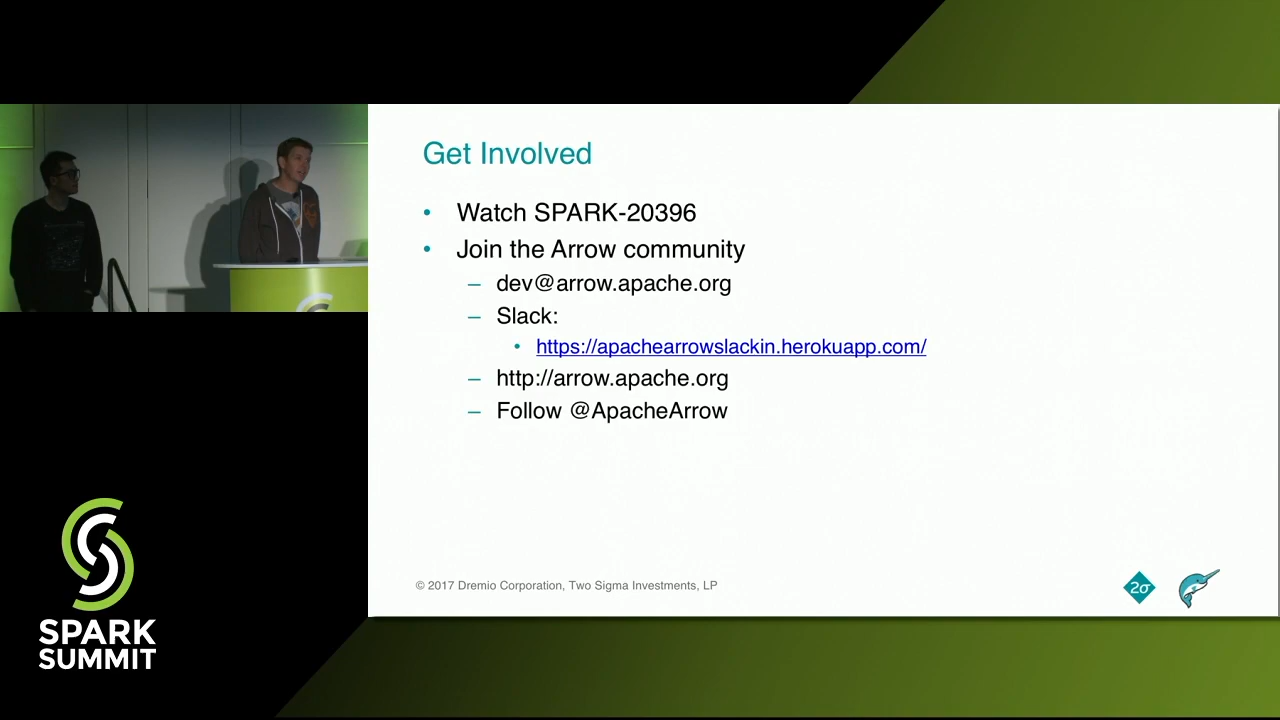 Get Involved
• Watch SPARK-20396
• Join the Arrow community
– dev@arrow.apache.org
– Slack:
• https://apachearrowslackin.herokuapp.com/
– http://arrow.apache.org
– Follow @ApacheArrow
© 2017 Dremio Corporation, Two Sigma Investments, LP
2σ
SPARK
SUMMIT